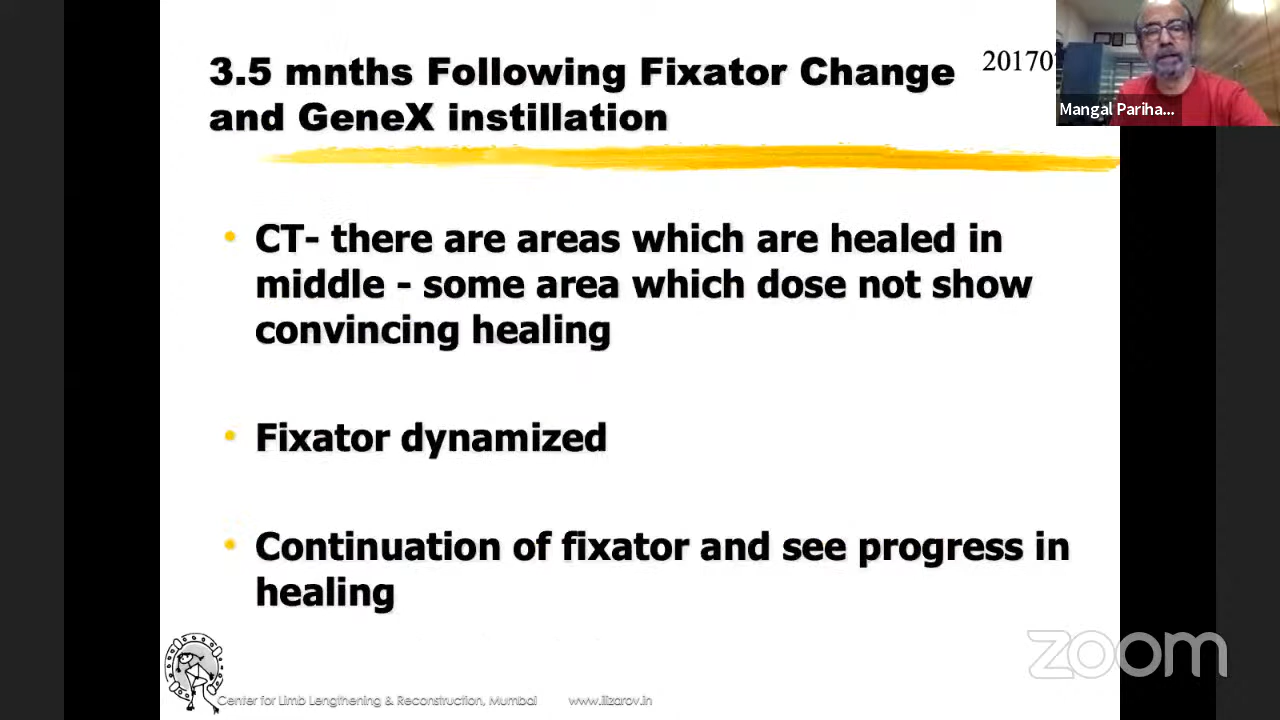 3.5 mnths Following Fixator Change
and GeneX instillation
Mangal Pariha...
• CT- there are areas which are healed in
middle - some area which dose not show
convincing healing
• Fixator dynamized
• Continuation of fixator and see progress in
healing
zoom
Center for Limb Lengthening & Reconstruction, Mumbai www.ilizarov.in